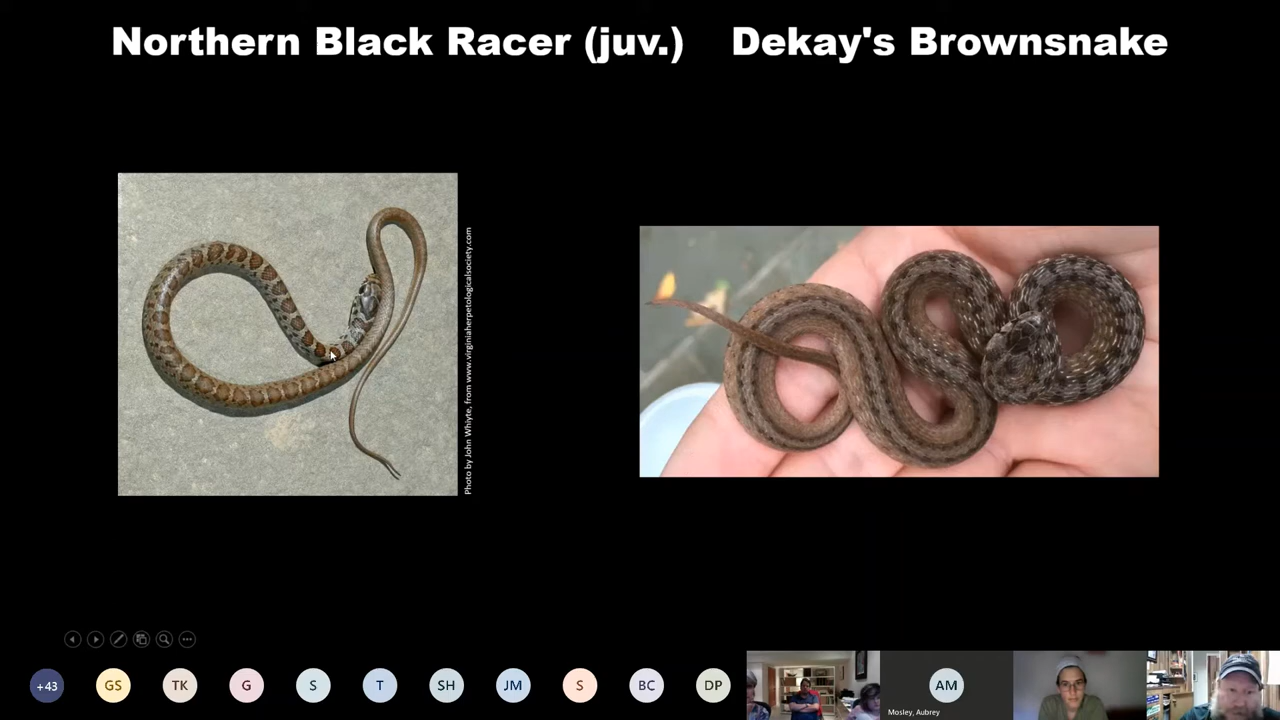 Northern Black Racer (juv.) Dekay's Brownsnake
Photo by John Whiyte, from www.virginiaherpetologicalsociety.com
+43 GS TK G S T SH JM S BC DP AM
Mosley, Aubrey